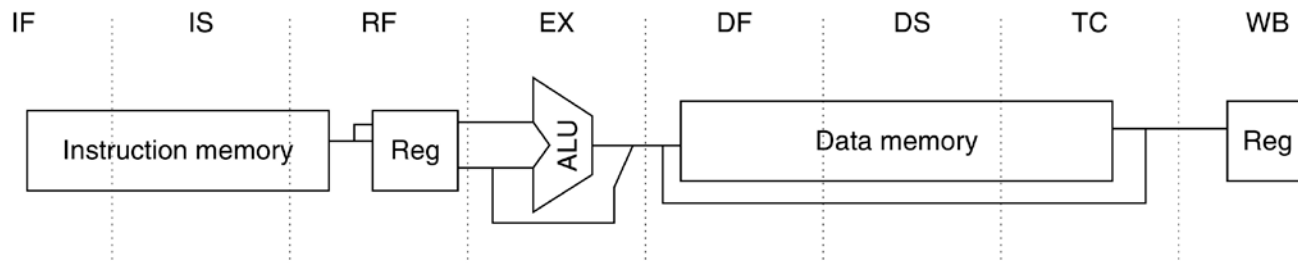 IF IS RF EX DF DS TC WB
Instruction memory Reg ALU Data memory Reg